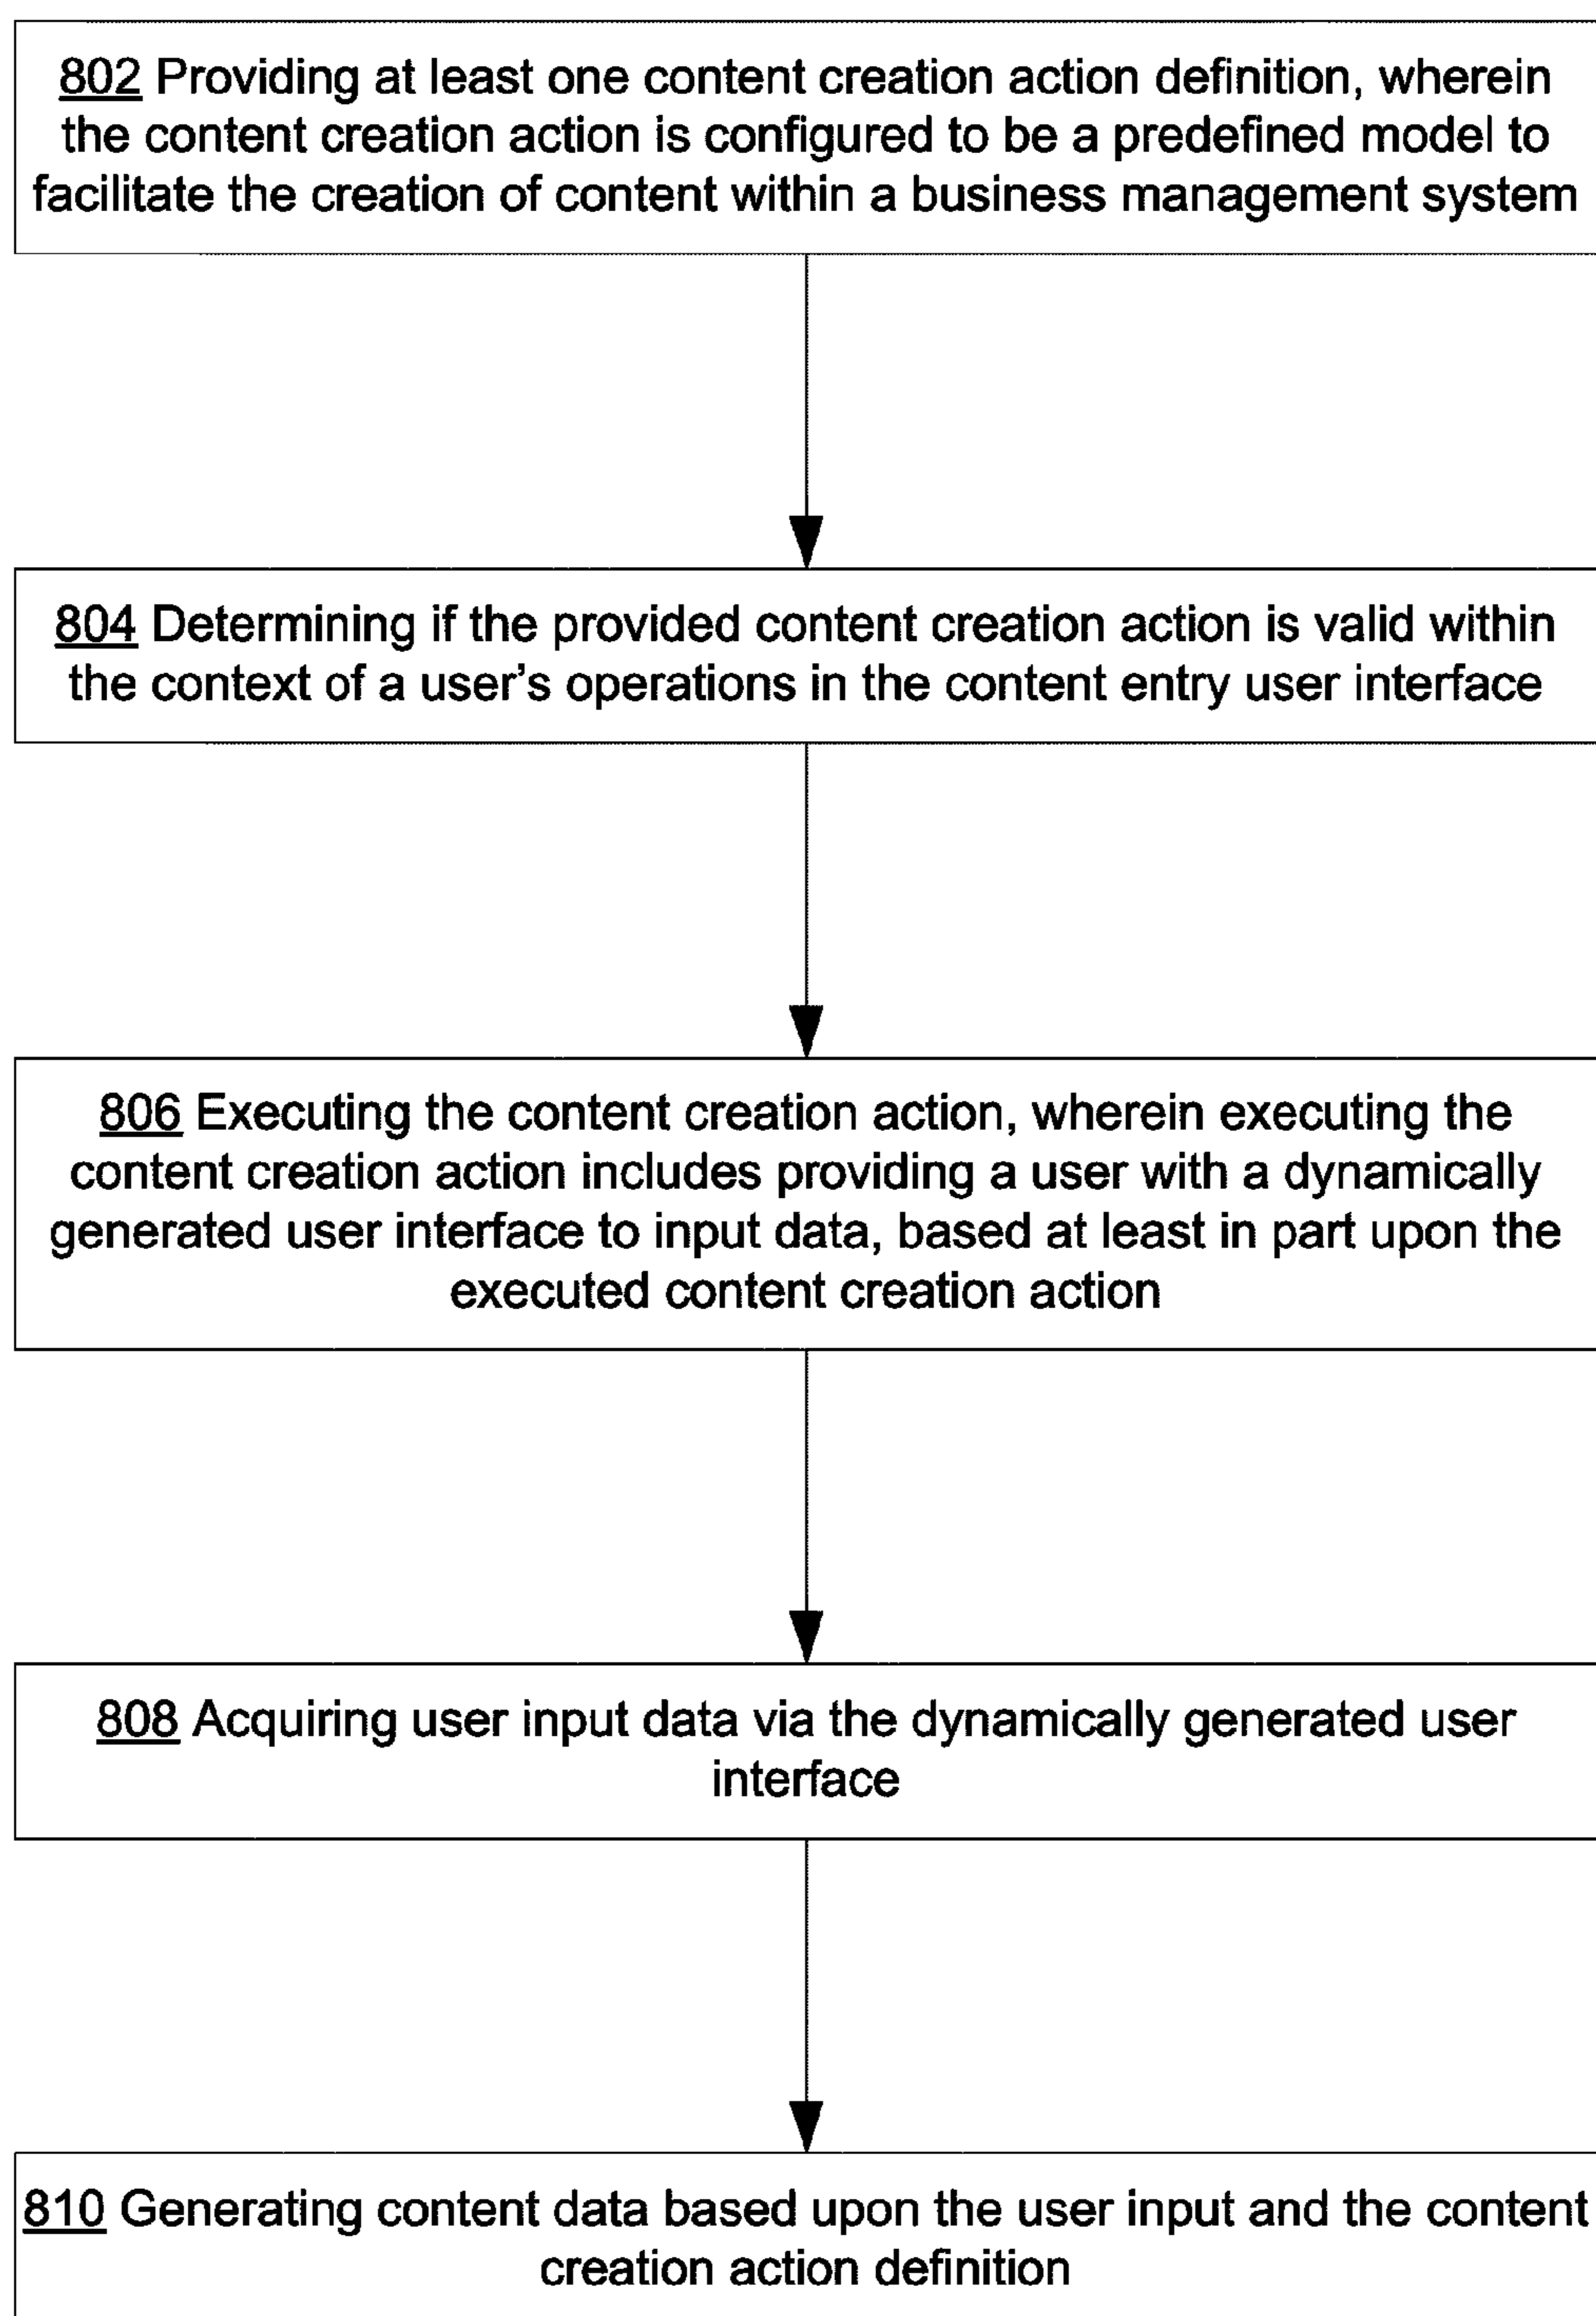 802 Providing at least one content creation action definition, wherein
the content creation action is configured to be a predefined model to
facilitate the creation of content within a business management system
804 Determining if the provided content creation action is valid within
the context of a user's operations in the content entry user interface
806 Executing the content creation action, wherein executing the
content creation action includes providing a user with a dynamically
generated user interface to input data, based at least in part upon the
executed content creation action
808 Acquiring user input data via the dynamically generated user
interface
810 Generating content data based upon the user input and the content
creation action definition